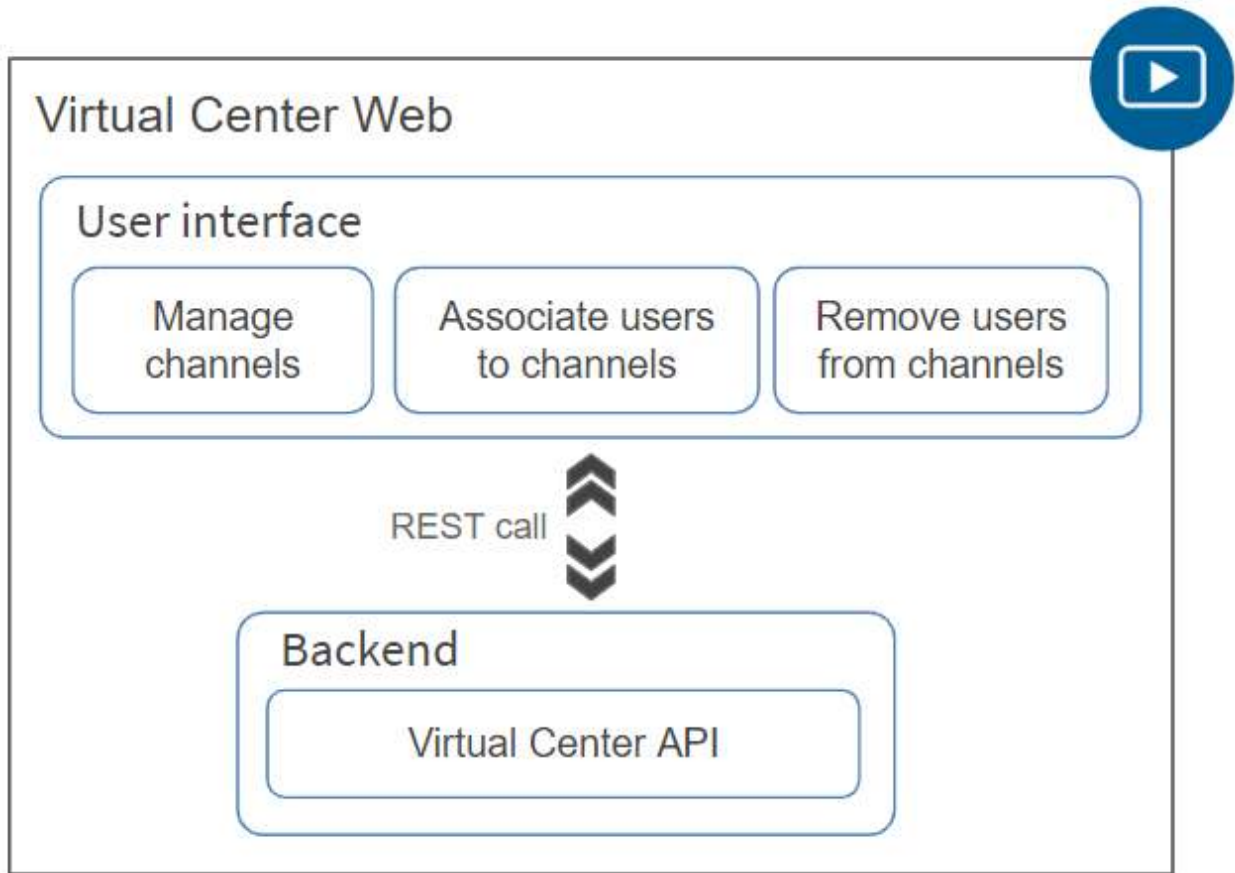 Virtual Center Web
User interface
Manage
channels
Associate users
to channels
Remove users
from channels
REST call
Backend
Virtual Center API